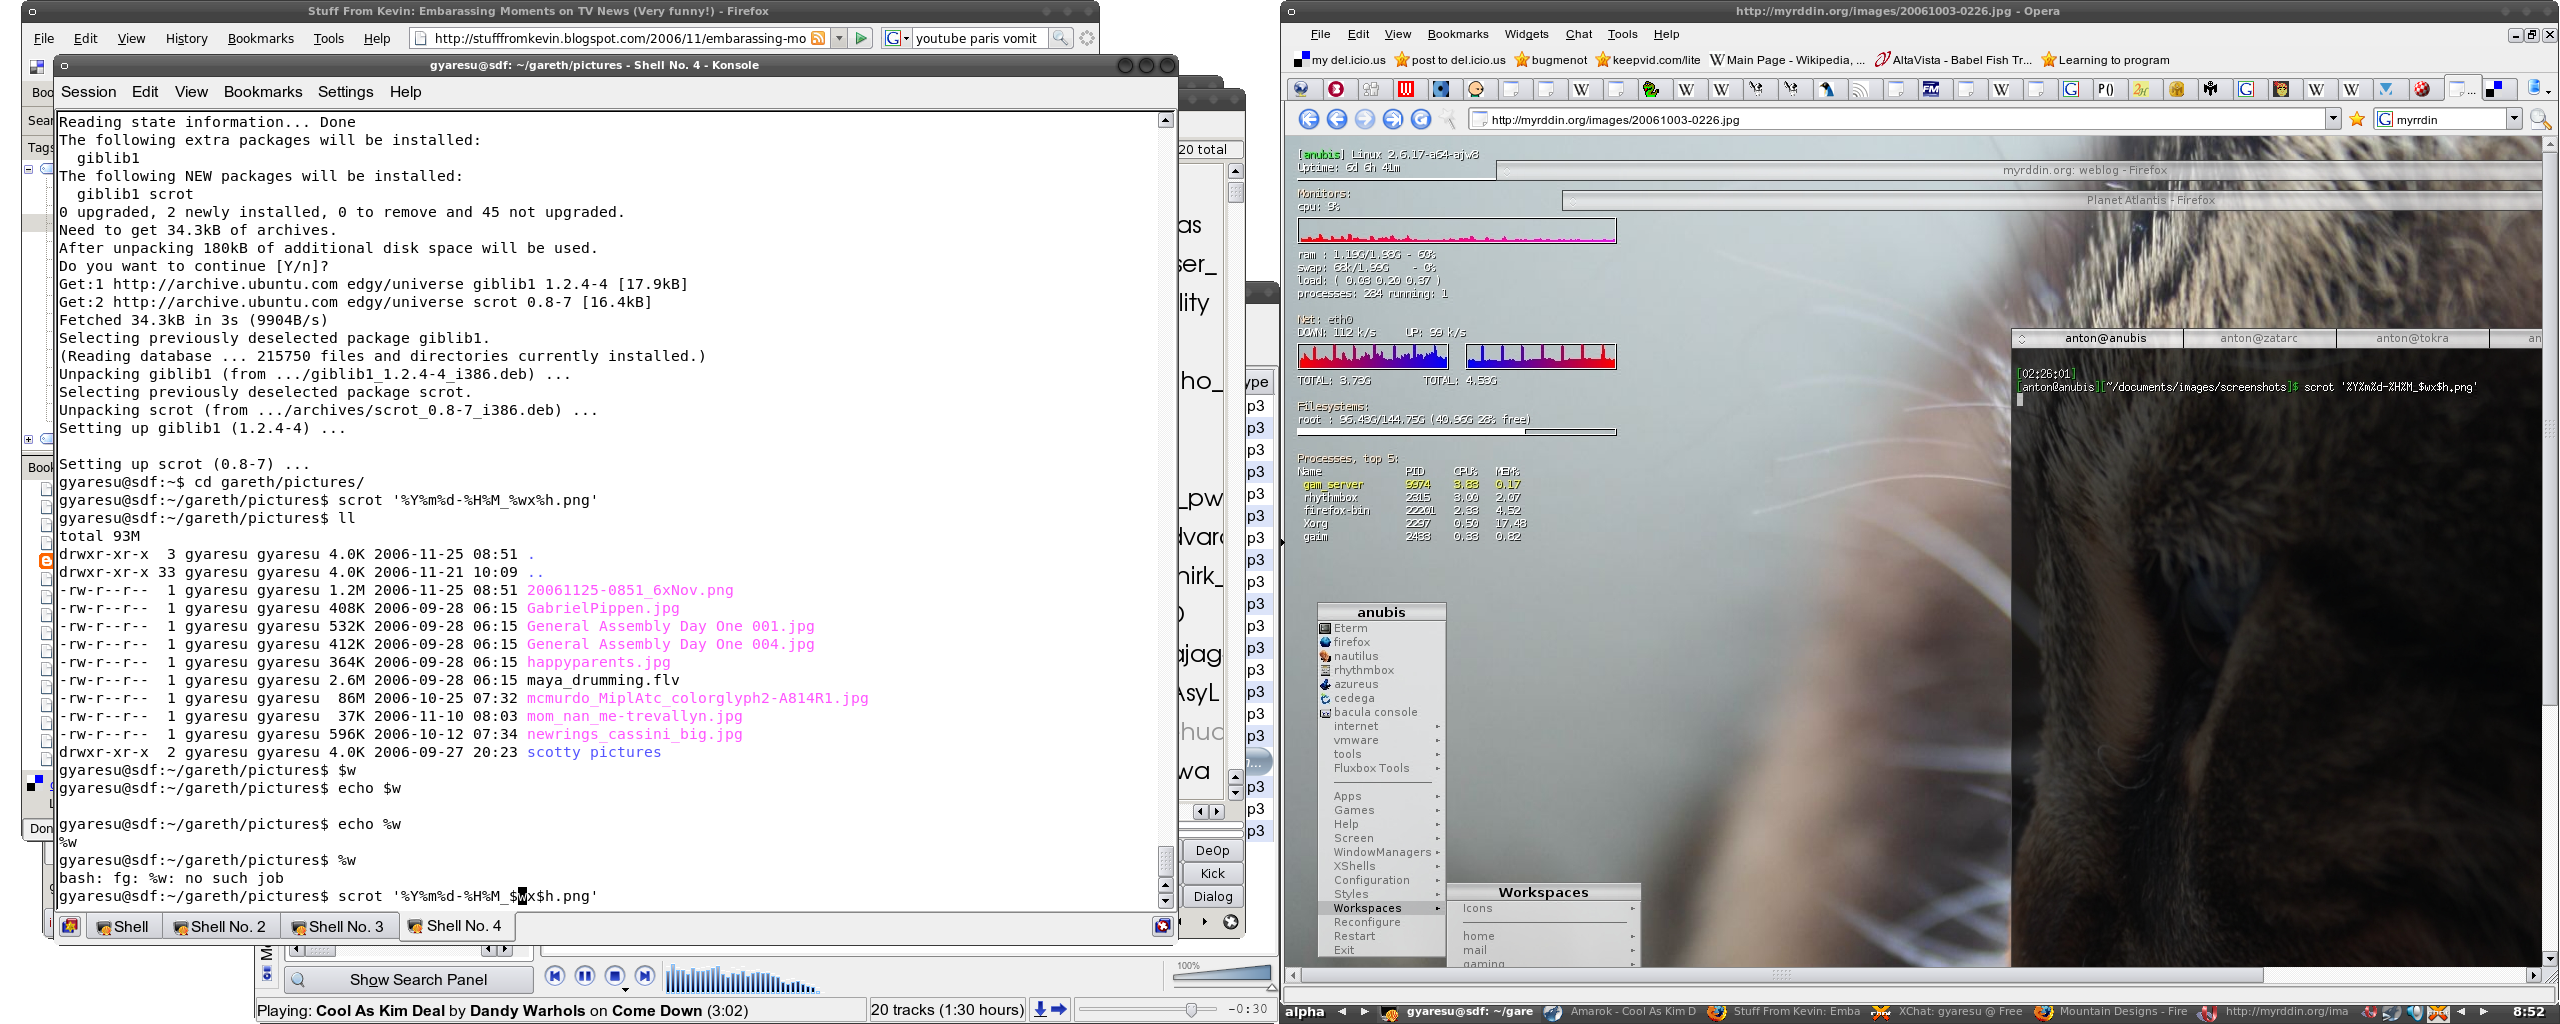 Stuff From Kevin: Embarassing Moments on TV News (Very funny!) - Firefox
File Edit View History Bookmarks Tools Help
http://stufffromkevin.blogspot.com/2006/11/embarassing-mo
youtube paris vomit
gyaresu@sdf: ~/gareth/pictures - Shell No. 4 - Konsole
Session Edit View Bookmarks Settings Help
Reading state information... Done
The following extra packages will be installed:
giblib1
The following NEW packages will be installed:
giblib1 scrot
0 upgraded, 2 newly installed, 0 to remove and 45 not upgraded.
Need to get 34.3kB of archives.
After unpacking 180kB of additional disk space will be used.
Do you want to continue [Y/n]?
Get:1 http://archive.ubuntu.com edgy/universe giblib1 1.2.4-4 [17.9kB]
Get:2 http://archive.ubuntu.com edgy/universe scrot 0.8-7 [16.4kB]
Fetched 34.3kB in 3s (9904B/s)
Selecting previously deselected package giblib1.
(Reading database ... 215750 files and directories currently installed.)
Unpacking giblib1 (from .../giblib1_1.2.4-4_i386.deb) ...
Selecting previously deselected package scrot.
Unpacking scrot (from .../archives/scrot_0.8-7_i386.deb) ...
Setting up giblib1 (1.2.4-4) ...
Setting up scrot (0.8-7) ...
gyaresu@sdf:~$ cd gareth/pictures/
gyaresu@sdf:~/gareth/pictures$ scrot '%Y%m%d-%H%M_%wx%h.png'
gyaresu@sdf:~/gareth/pictures$ ll
total 93M
drwxr-xr-x  3 gyaresu gyaresu 4.0K 2006-11-25 08:51 .
drwxr-xr-x 33 gyaresu gyaresu 4.0K 2006-11-21 10:09 ..
-rw-r--r--  1 gyaresu gyaresu 1.2M 2006-11-25 08:51 20061125-0851_6xNov.png
-rw-r--r--  1 gyaresu gyaresu 408K 2006-09-28 06:15 GabrielPippen.jpg
-rw-r--r--  1 gyaresu gyaresu 532K 2006-09-28 06:15 General Assembly Day One 001.jpg
-rw-r--r--  1 gyaresu gyaresu 412K 2006-09-28 06:15 General Assembly Day One 004.jpg
-rw-r--r--  1 gyaresu gyaresu 364K 2006-09-28 06:15 happyparents.jpg
-rw-r--r--  1 gyaresu gyaresu 2.6M 2006-09-28 06:15 maya_drumming.flv
-rw-r--r--  1 gyaresu gyaresu  86M 2006-10-25 07:32 mcmurdo_MiplAtc_colorglyph2-A814R1.jpg
-rw-r--r--  1 gyaresu gyaresu  37K 2006-11-10 08:03 mom_nan_me-trevallyn.jpg
-rw-r--r--  1 gyaresu gyaresu 596K 2006-10-12 07:34 newrings_cassini_big.jpg
drwxr-xr-x  2 gyaresu gyaresu 4.0K 2006-09-27 20:23 scotty pictures
gyaresu@sdf:~/gareth/pictures$ $w
gyaresu@sdf:~/gareth/pictures$ echo $w
gyaresu@sdf:~/gareth/pictures$ echo %w
%w
gyaresu@sdf:~/gareth/pictures$ %w
bash: fg: %w: no such job
gyaresu@sdf:~/gareth/pictures$ scrot '%Y%m%d-%H%M_$wx$h.png'
Shell Shell No. 2 Shell No. 3 Shell No. 4
20 total
DeOp
Kick
Dialog
Show Search Panel
100%
Playing: Cool As Kim Deal by Dandy Warhols on Come Down (3:02)
20 tracks (1:30 hours)
-0:30
http://myrddin.org/images/20061003-0226.jpg - Opera
File Edit View Bookmarks Widgets Chat Tools Help
my del.icio.us post to del.icio.us bugmenot keepvid.com/lite Main Page - Wikipedia, ... AltaVista - Babel Fish Tr... Learning to program
http://myrddin.org/images/20061003-0226.jpg
myrrdin
[anubis] Linux 2.6.17-a64-ajw3
Uptime: 6d 6h 41m
myrddin.org: weblog - Firefox
Planet Atlantis - Firefox
Monitors:
cpu: 9%
ram : 1.19G/1.98G - 60%
swap: 68k/1.99G - 0%
load: ( 0.03 0.20 0.37 )
processes: 284 running: 1
Net: eth0
DOWN: 112 k/s UP: 99 k/s
TOTAL: 3.73G TOTAL: 4.53G
Filesystems:
root : 96.43G/144.75G (40.96G 28% free)
Processes, top 5:
Name PID CPU% MEM%
gam_server 9974 3.83 0.17
rhythmbox 2315 3.00 2.07
firefox-bin 22201 2.33 4.52
Xorg 2297 0.50 17.48
gaim 2433 0.33 0.82
anton@anubis anton@zatarc anton@tokra an
[02:26:01]
[anton@anubis][~/documents/images/screenshots]$ scrot '%Y%m%d-%H%M_$wx$h.png'
anubis
Eterm
firefox
nautilus
rhythmbox
azureus
cedega
bacula console
internet
vmware
tools
Fluxbox Tools
Apps
Games
Help
Screen
WindowManagers
XShells
Configuration
Styles
Workspaces
Reconfigure
Restart
Exit
Workspaces
Icons
home
mail
gaming
alpha
gyaresu@sdf: ~/gare
Amarok - Cool As Kim D
Stuff From Kevin: Emba
XChat: gyaresu @ Free
Mountain Designs - Fire
http://myrddin.org/ima
8:52